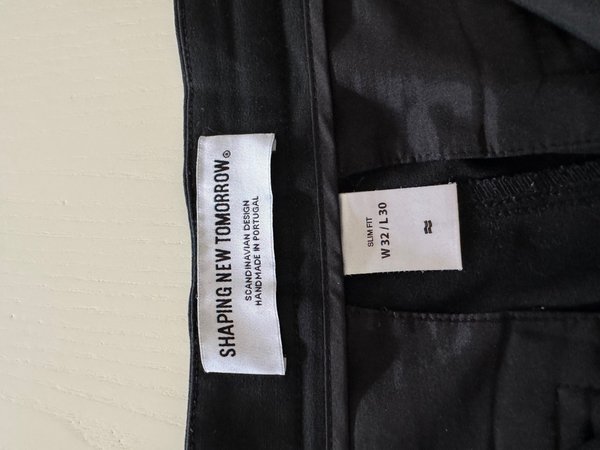 SHAPING NEW TOMORROW®
SCANDINAVIAN DESIGN
HANDMADE IN PORTUGAL
SLIM FIT
W 32 / L 30